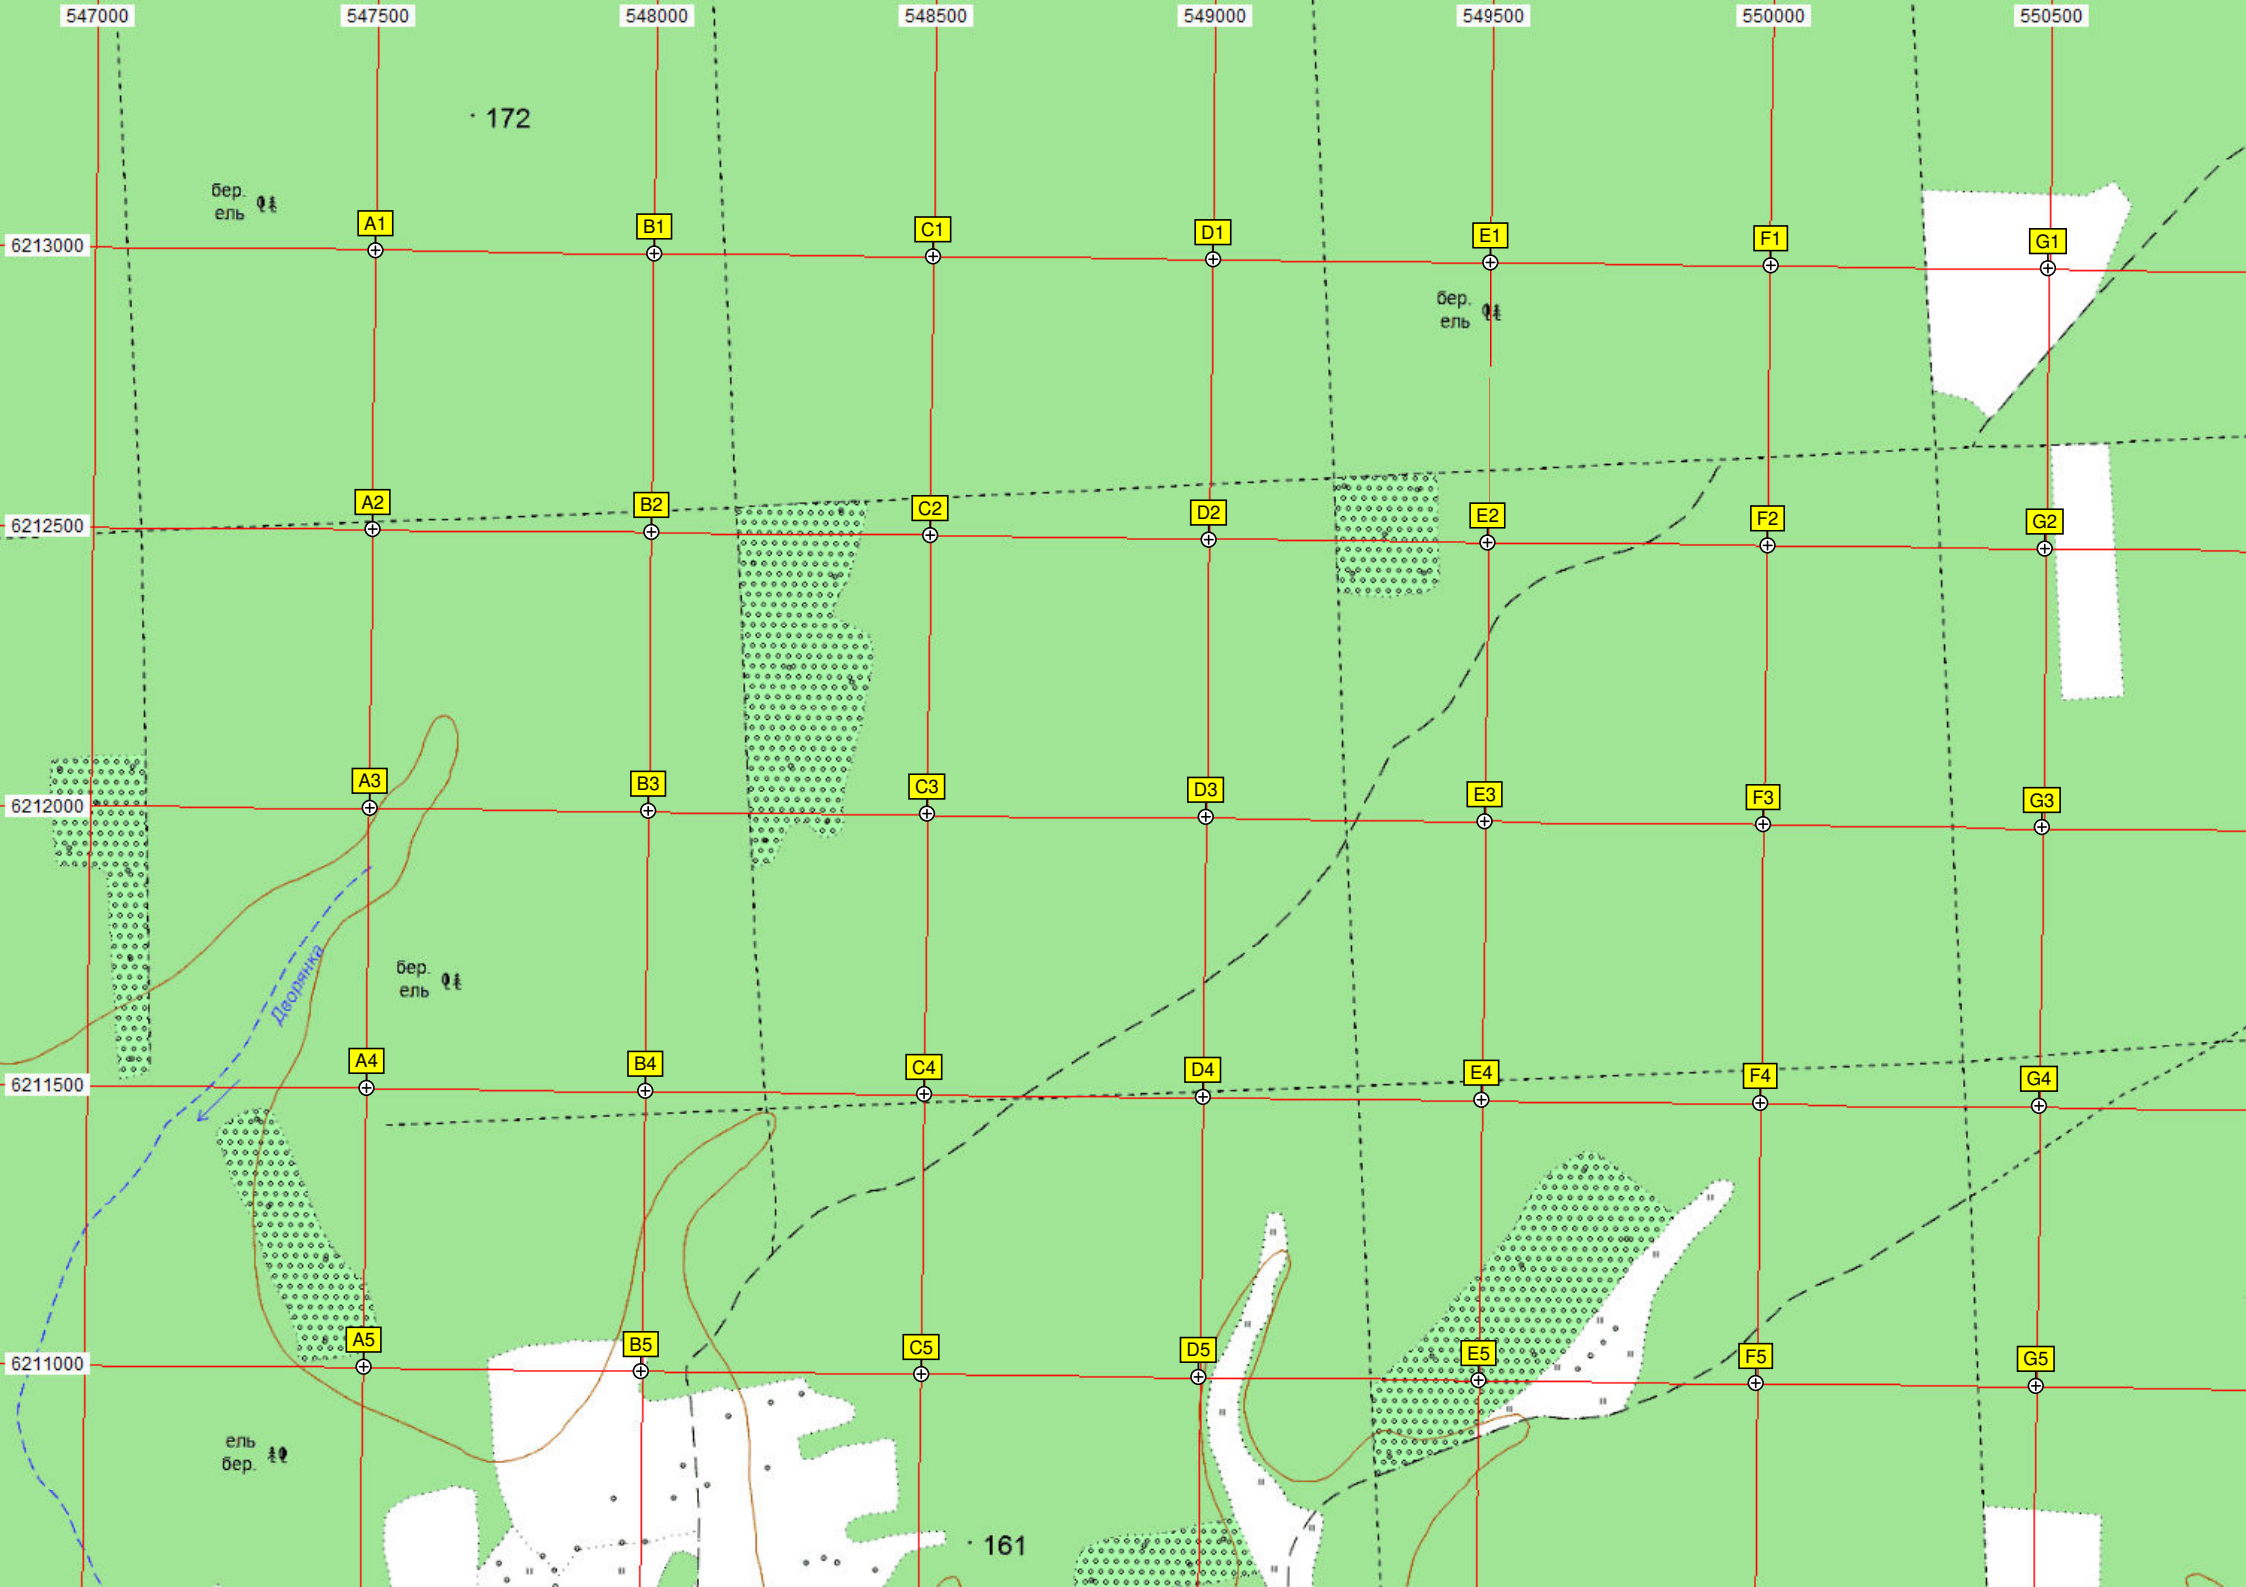 547000 547500 548000 548500 549000 549500 550000 550500
172
бер.
ель
A1 B1 C1 D1 E1 F1 G1
6213000
бер.
ель
A2 B2 C2 D2 E2 F2 G2
6212500
A3 B3 C3 D3 E3 F3 G3
6212000
Дворянка
бер.
ель
A4 B4 C4 D4 E4 F4 G4
6211500
A5 B5 C5 D5 E5 F5 G5
6211000
ель
бер.
161